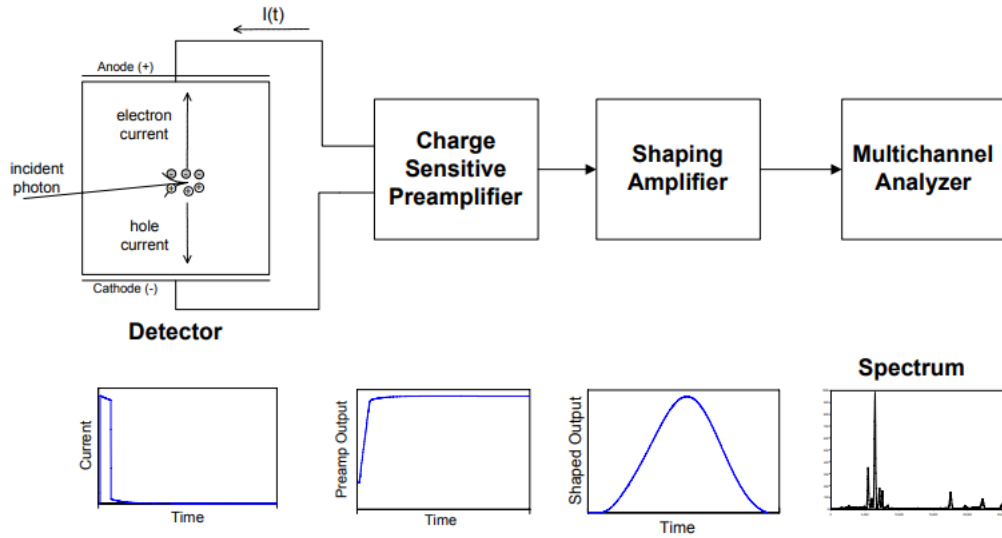 I(t)
Anode (+)
electron
current
incident
photon
hole
current
Cathode (-)
Detector
Charge
Sensitive
Preamplifier
Shaping
Amplifier
Multichannel
Analyzer
Current
Time
Preamp Output
Time
Shaped Output
Time
Spectrum